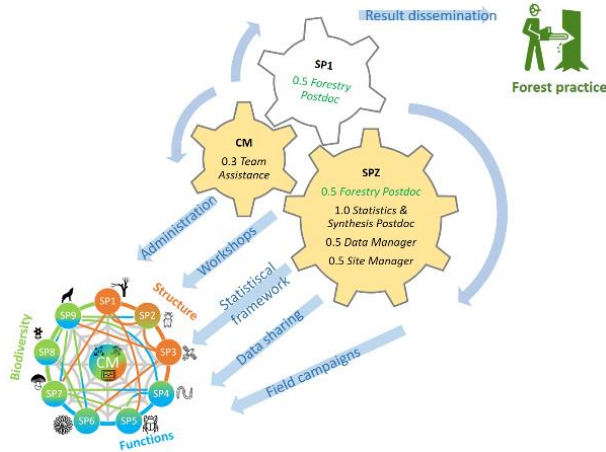 Result dissemination
Forest practice
SP1
0.5 Forestry
Postdoc
CM
0.3 Team
Assistance
SPZ
0.5 Forestry Postdoc
1.0 Statistics &
Synthesis Postdoc
0.5 Data Manager
0.5 Site Manager
Administration
Workshops
Statistiscal
framework
Data sharing
Field campaigns
Structure
Biodiversity
Functions
SP1
SP2
SP3
SP4
SP5
SP6
SP7
SP8
SP9
CM